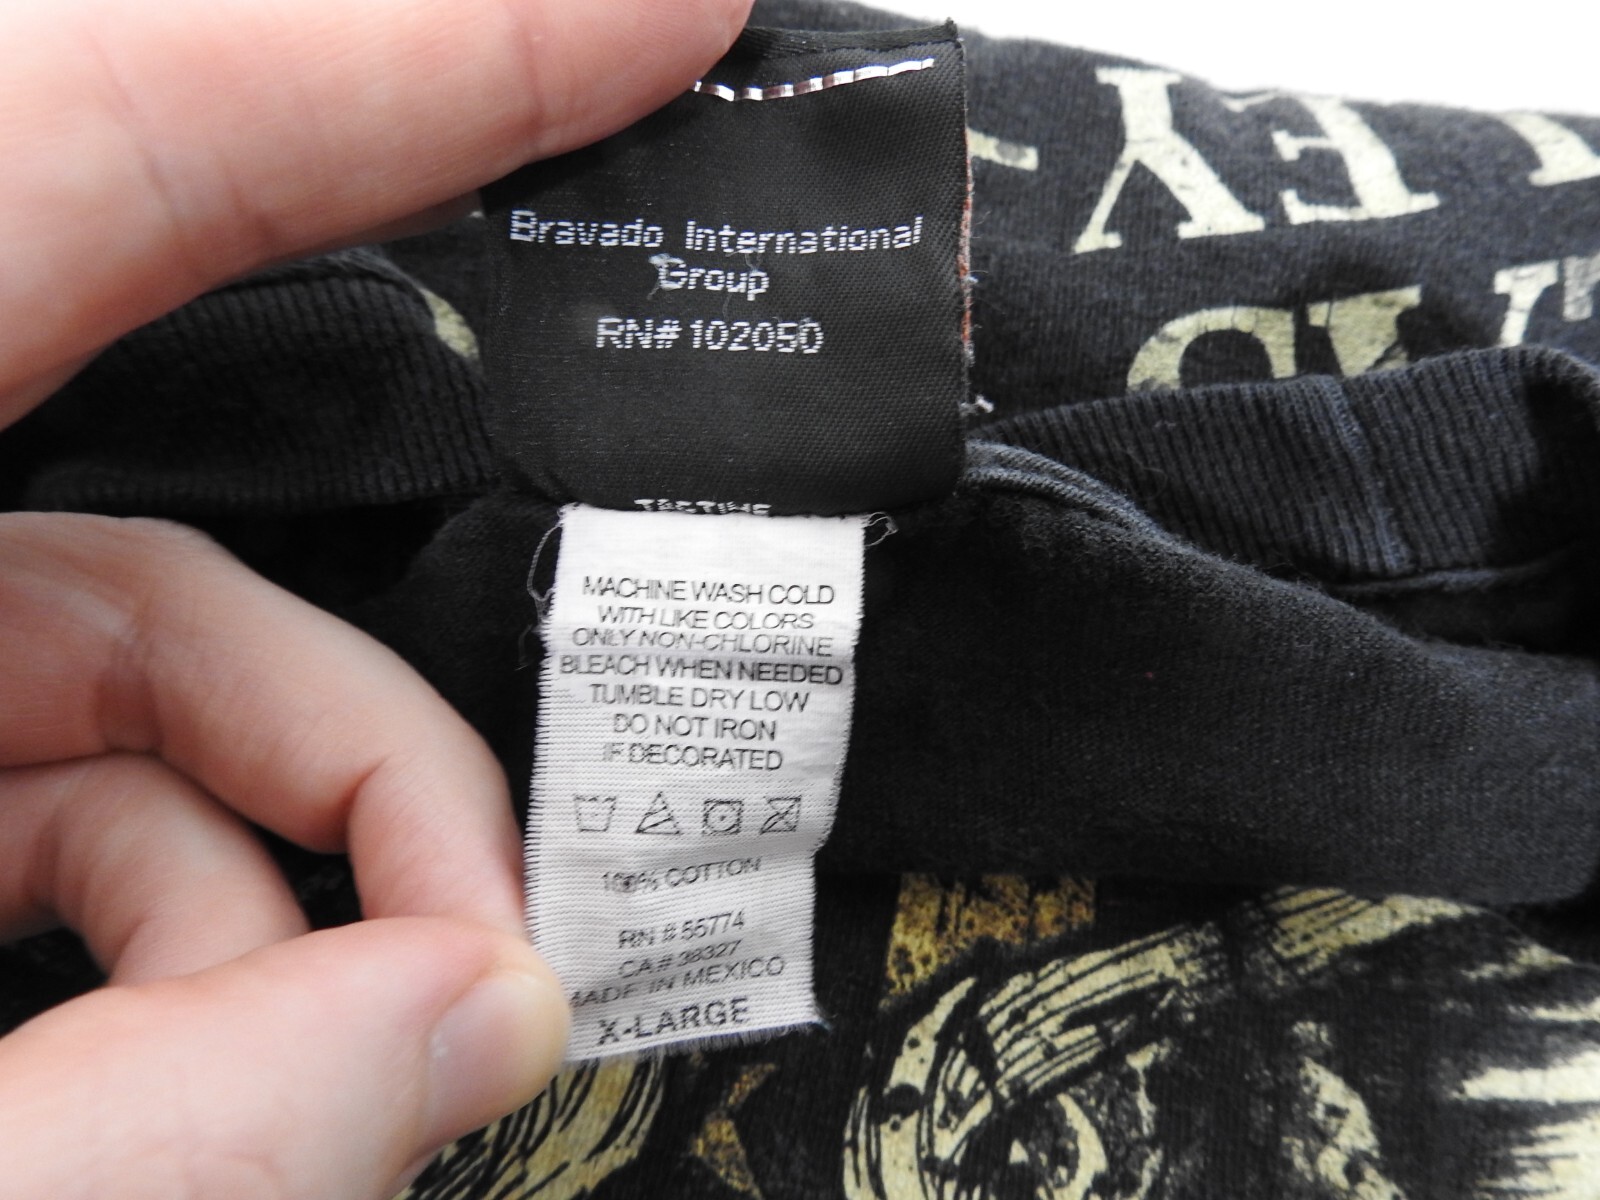 Bravado International
Group
RN# 102050
MACHINE WASH COLD
WITH LIKE COLORS
ONLY NON-CHLORINE
BLEACH WHEN NEEDED
TUMBLE DRY LOW
DO NOT IRON
IF DECORATED
100% COTTON
RN # 55774
CA # 38327
MADE IN MEXICO
X-LARGE